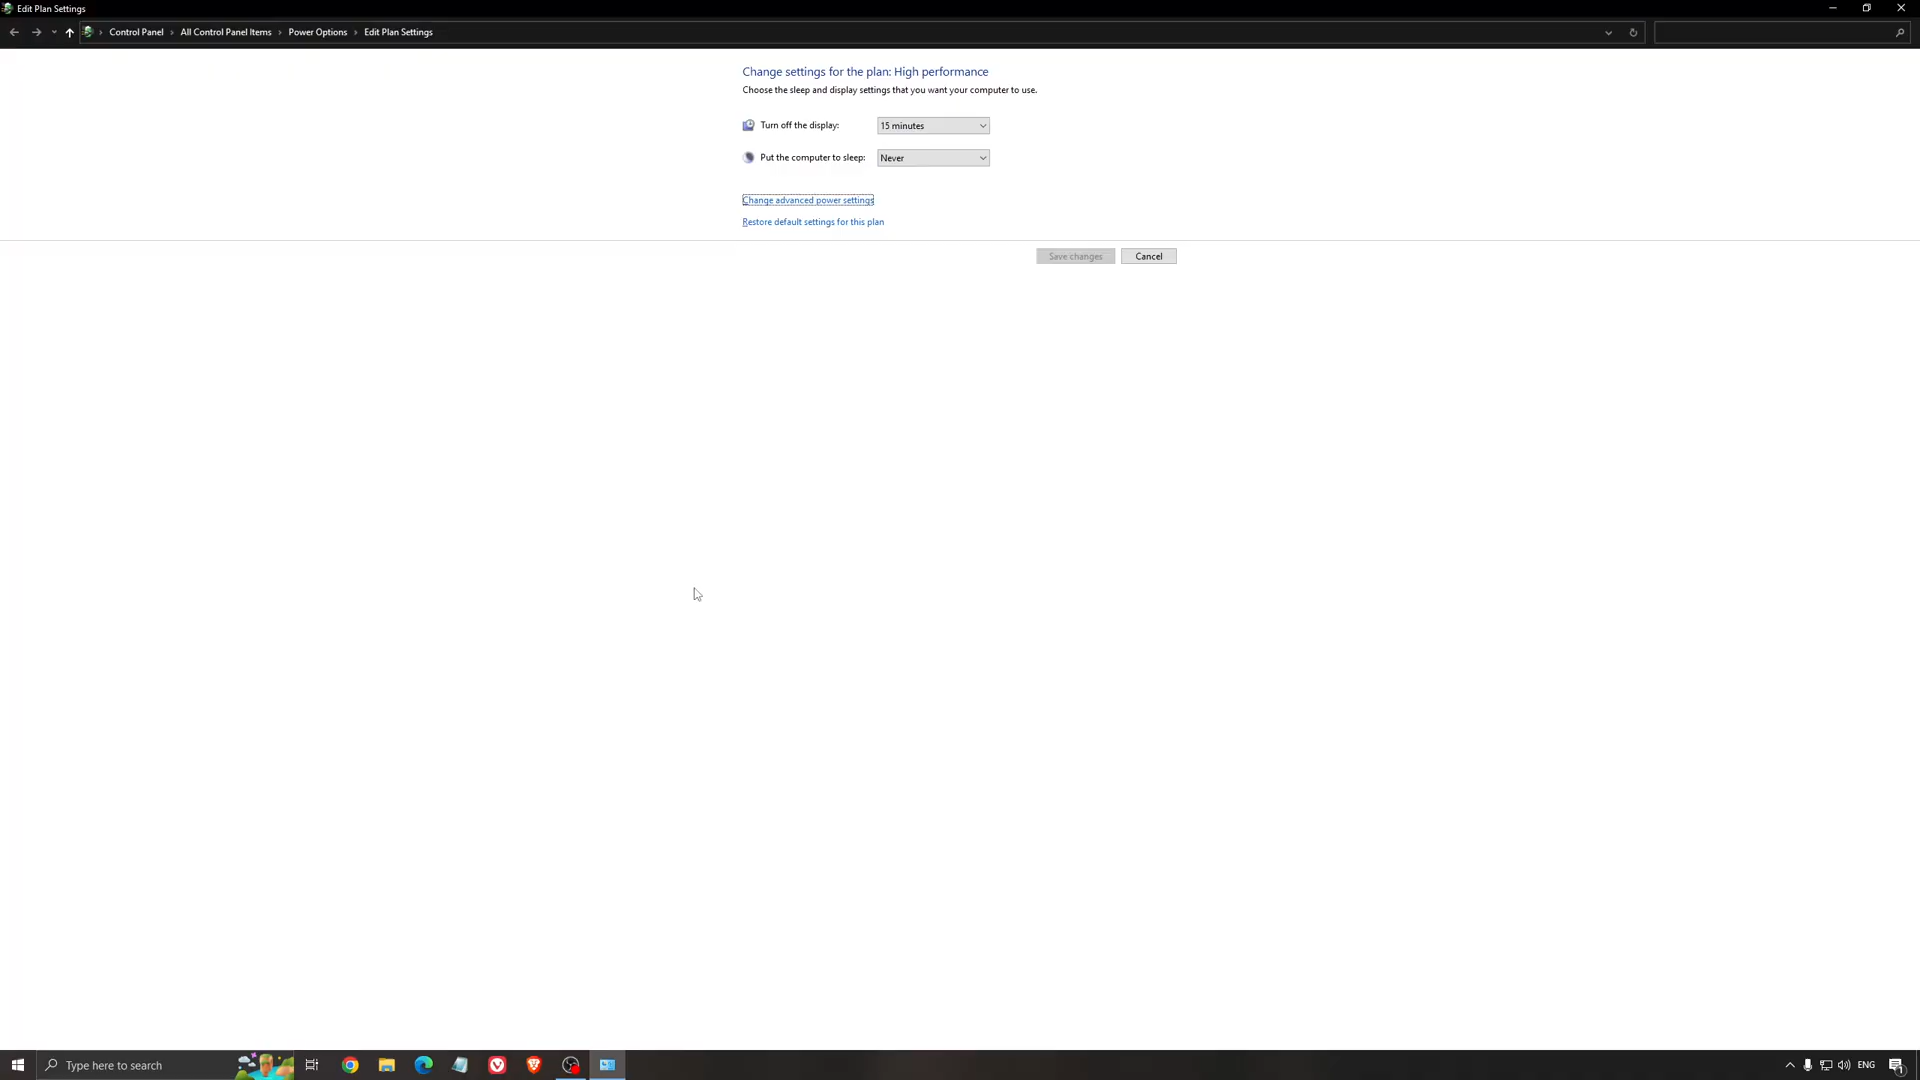 Edit Plan Settings
Control Panel > All Control Panel Items > Power Options > Edit Plan Settings
Change settings for the plan: High performance
Choose the sleep and display settings that you want your computer to use.
Turn off the display: 15 minutes
Put the computer to sleep: Never
Change advanced power settings
Restore default settings for this plan
Save changes Cancel
Type here to search ENG 1